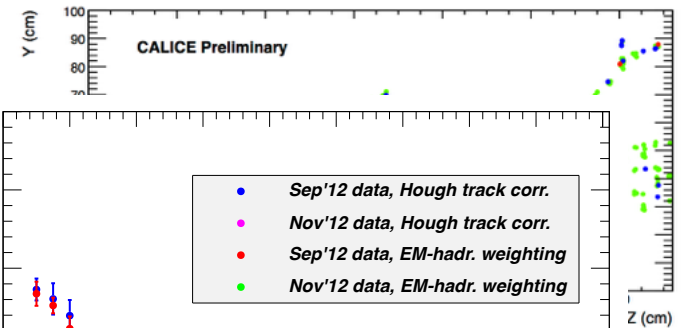 Y (cm)
100
90
80
CALICE Preliminary
Sep'12 data, Hough track corr.
Nov'12 data, Hough track corr.
Sep'12 data, EM-hadr. weighting
Nov'12 data, EM-hadr. weighting
Z (cm)